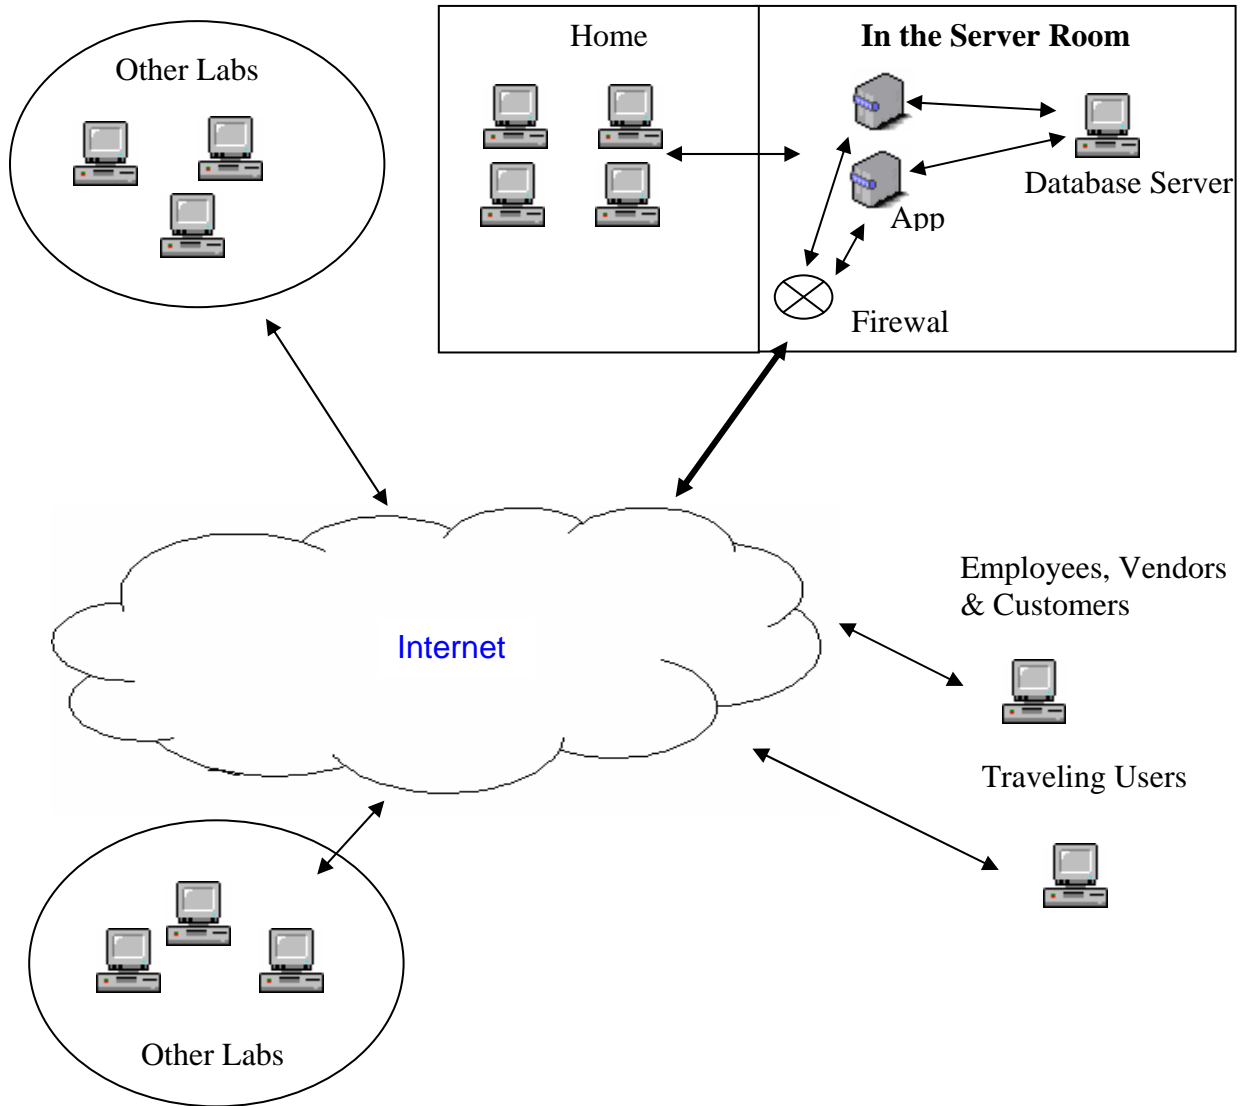 Home
In the Server Room
Other Labs
Database Server
App
Firewal
Employees, Vendors
& Customers
Internet
Traveling Users
Other Labs